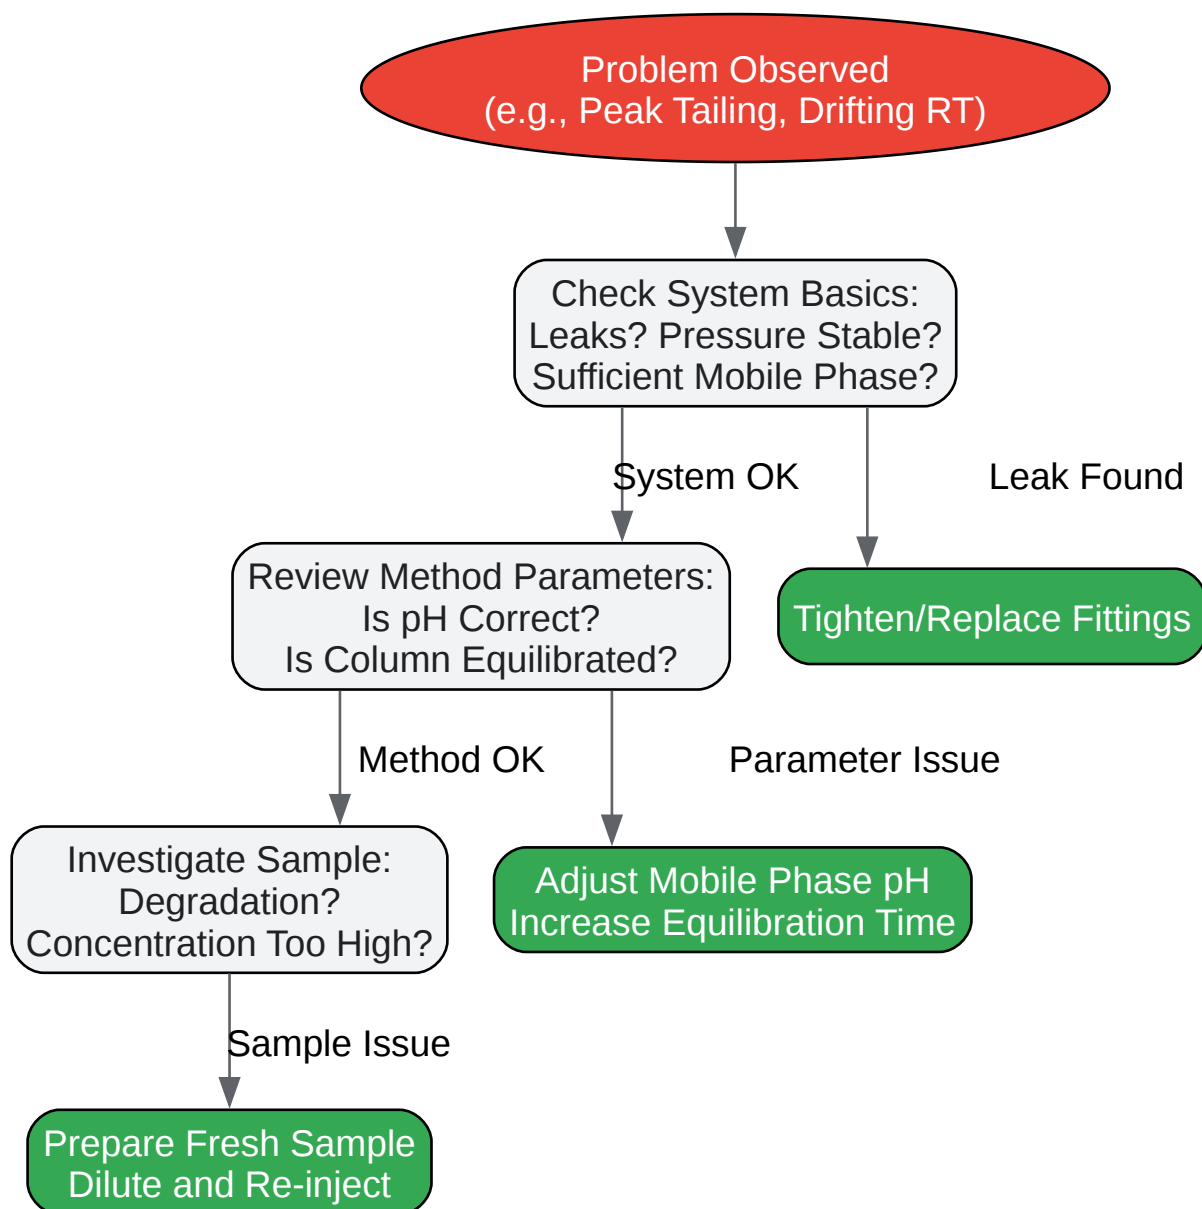 Problem Observed
(e.g., Peak Tailing, Drifting RT)
Check System Basics:
Leaks? Pressure Stable?
Sufficient Mobile Phase?
System OK
Leak Found
Review Method Parameters:
Is pH Correct?
Is Column Equilibrated?
Tighten/Replace Fittings
Method OK
Parameter Issue
Investigate Sample:
Degradation?
Concentration Too High?
Adjust Mobile Phase pH
Increase Equilibration Time
Sample Issue
Prepare Fresh Sample
Dilute and Re-inject